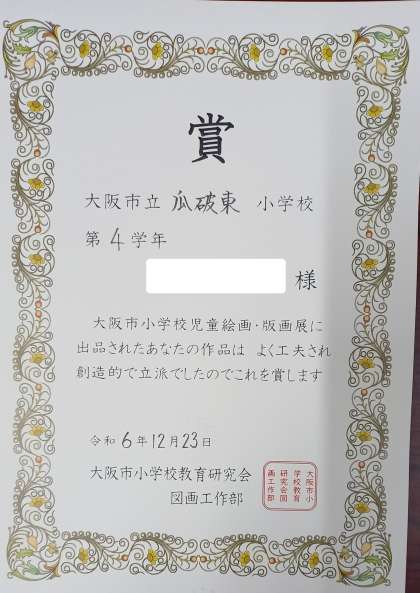 賞
大阪市立 瓜破東 小学校
第4学年
様
大阪市小学校児童絵画・版画展に
出品されたあなたの作品は よく工夫され
創造的で立派でしたのでこれを賞します
令和6年12月23日
大阪市小学校教育研究会
図画工作部
大阪市小
学校教育
研究会図
画工作部